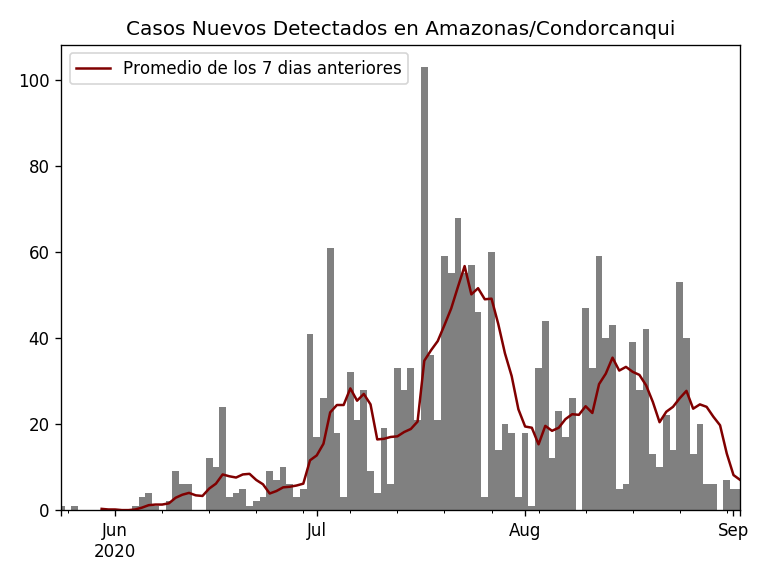 Casos Nuevos Detectados en Amazonas/Condorcanqui
Promedio de los 7 dias anteriores
100
80
60
40
20
0
Jun
2020
Jul
Aug
Sep